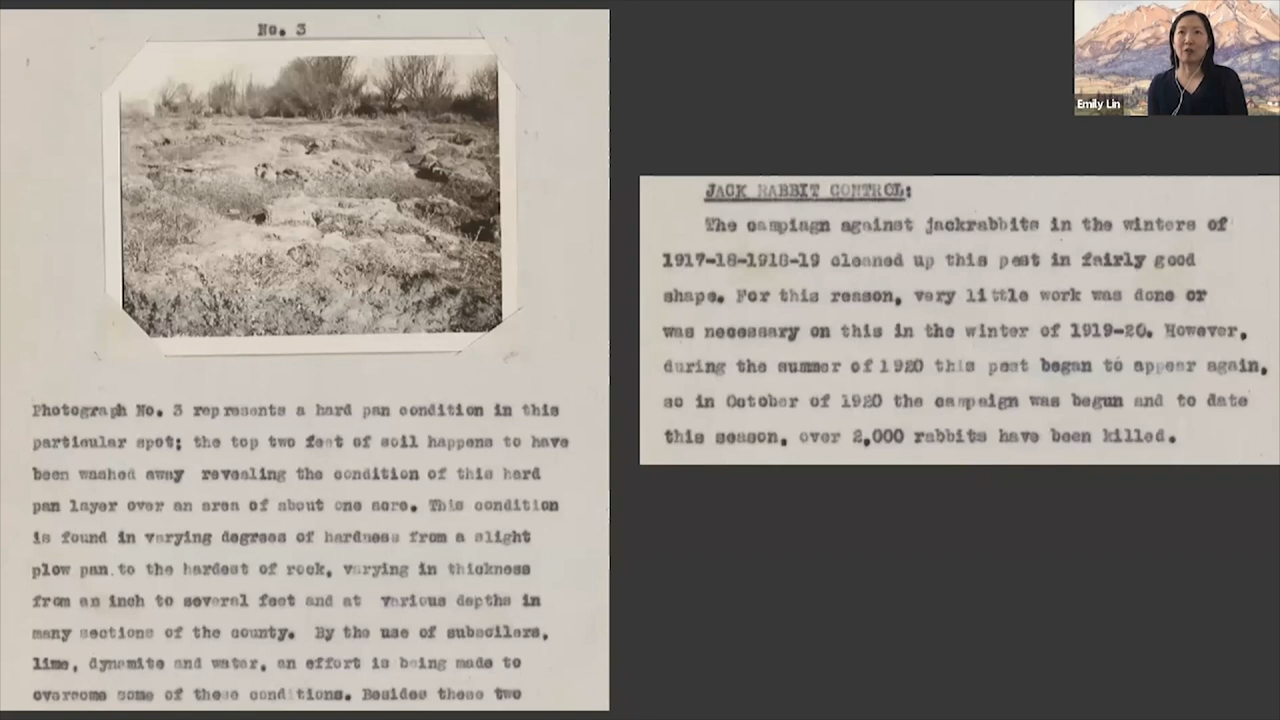 No. 3
Photograph No. 3 represents a hard pan condition in this
particular spot; the top two feet of soil happens to have
been washed away revealing the condition of this hard
pan layer over an area of about one acre. This condition
is found in varying degrees of hardness from a slight
plow pan to the hardest of rock, varying in thickness
from an inch to several feet and at various depths in
many sections of the county. By the use of subsoilers,
lime, dynamite and water, an effort is being made to
overcome some of these conditions. Besides these two
Emily Lin
JACK RABBIT CONTROL:
The campiagn against jackrabbits in the winters of
1917-18-1918-19 cleaned up this pest in fairly good
shape. For this reason, very little work was done or
was necessary on this in the winter of 1919-20. However,
during the summer of 1920 this pest began to appear again,
so in October of 1920 the campaign was begun and to date
this season, over 2,000 rabbits have been killed.